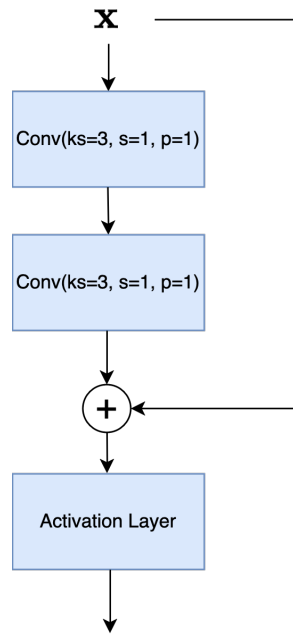 x
Conv(ks=3, s=1, p=1)
Conv(ks=3, s=1, p=1)
+
Activation Layer